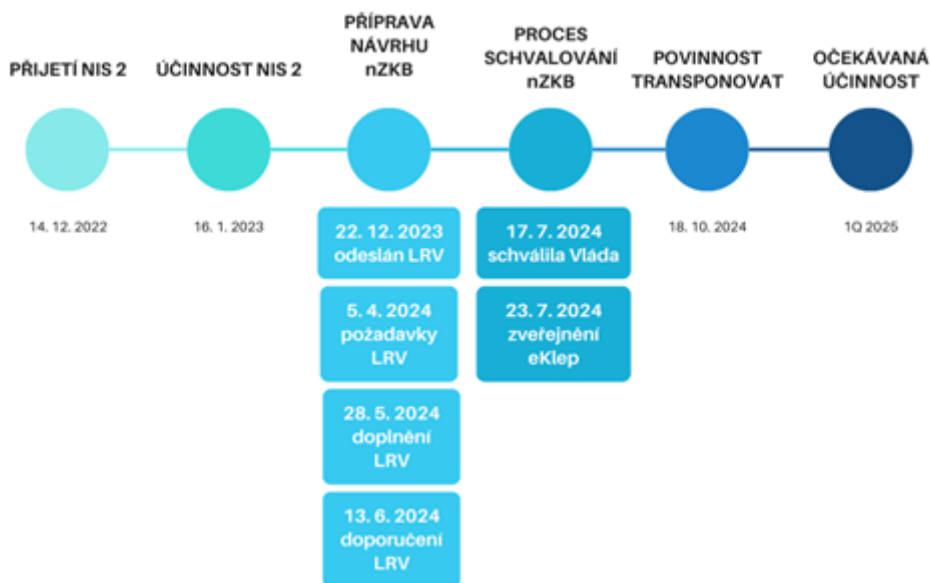 PŘIJETÍ NIS 2
ÚČINNOST NIS 2
PŘÍPRAVA
NÁVRHU
nZKB
PROCES
SCHVALOVÁNÍ
nZKB
POVINNOST
TRANSPONOVAT
OČEKÁVANÁ
ÚČINNOST
14. 12. 2022
16. 1. 2023
22. 12. 2023
odeslán LRV
5. 4. 2024
požadavky
LRV
28. 5. 2024
doplnění
LRV
13. 6. 2024
doporučení
LRV
17. 7. 2024
schválila Vláda
23. 7. 2024
zveřejnění
eKlep
18. 10. 2024
1Q 2025